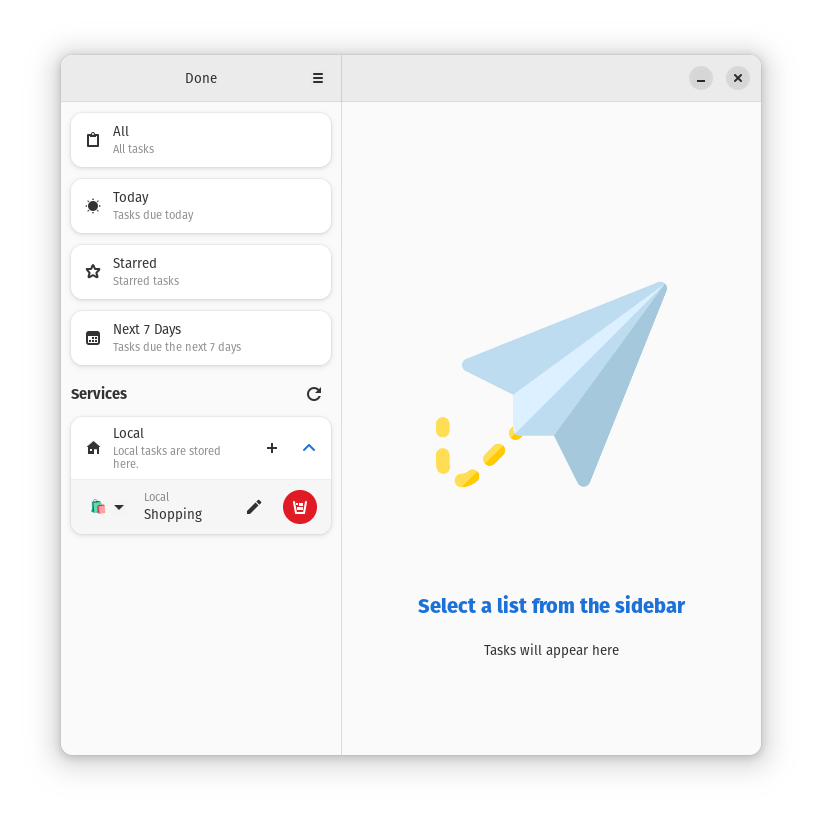 Done
All
All tasks
Today
Tasks due today
Starred
Starred tasks
Next 7 Days
Tasks due the next 7 days
Services
Local
Local tasks are stored
here.
Local
Shopping
Select a list from the sidebar
Tasks will appear here